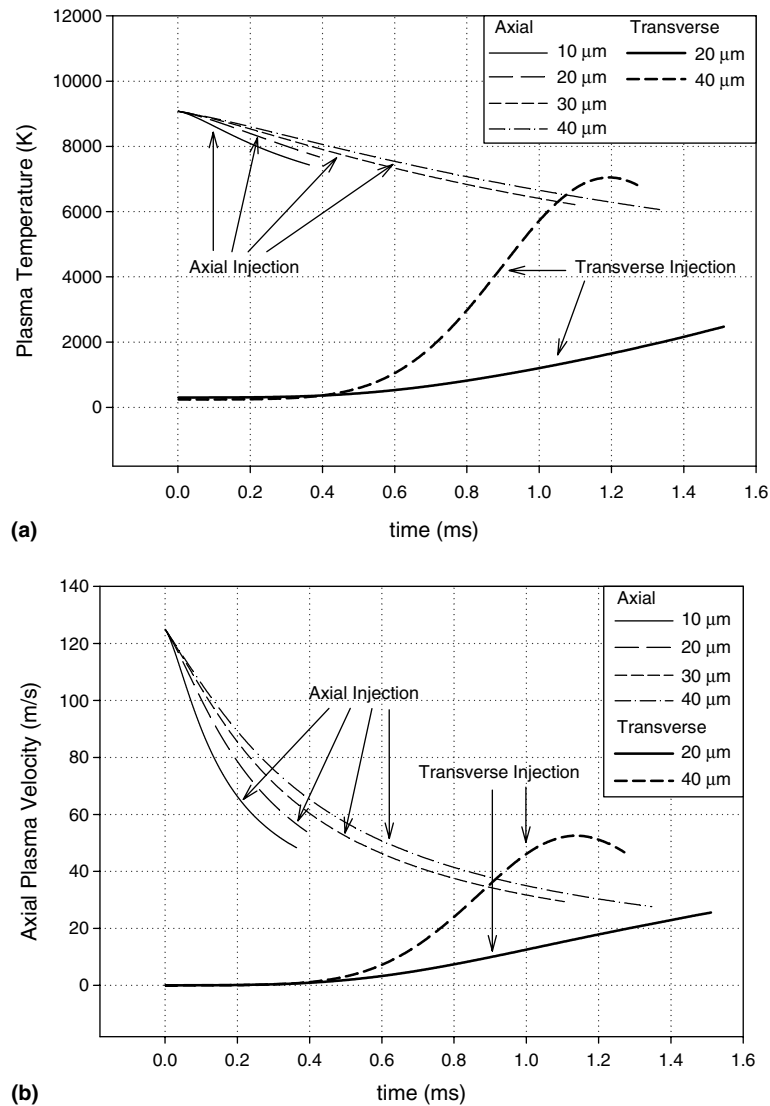 12000
10000
8000
6000
4000
2000
0
Plasma Temperature (K)
Axial
Transverse
10 μm
20 μm
20 μm
40 μm
30 μm
40 μm
Axial Injection
Transverse Injection
0.0 0.2 0.4 0.6 0.8 1.0 1.2 1.4 1.6
(a)
time (ms)
140
120
100
80
60
40
20
0
Axial Plasma Velocity (m/s)
Axial
10 μm
20 μm
30 μm
40 μm
Transverse
20 μm
40 μm
Axial Injection
Transverse Injection
0.0 0.2 0.4 0.6 0.8 1.0 1.2 1.4 1.6
(b)
time (ms)